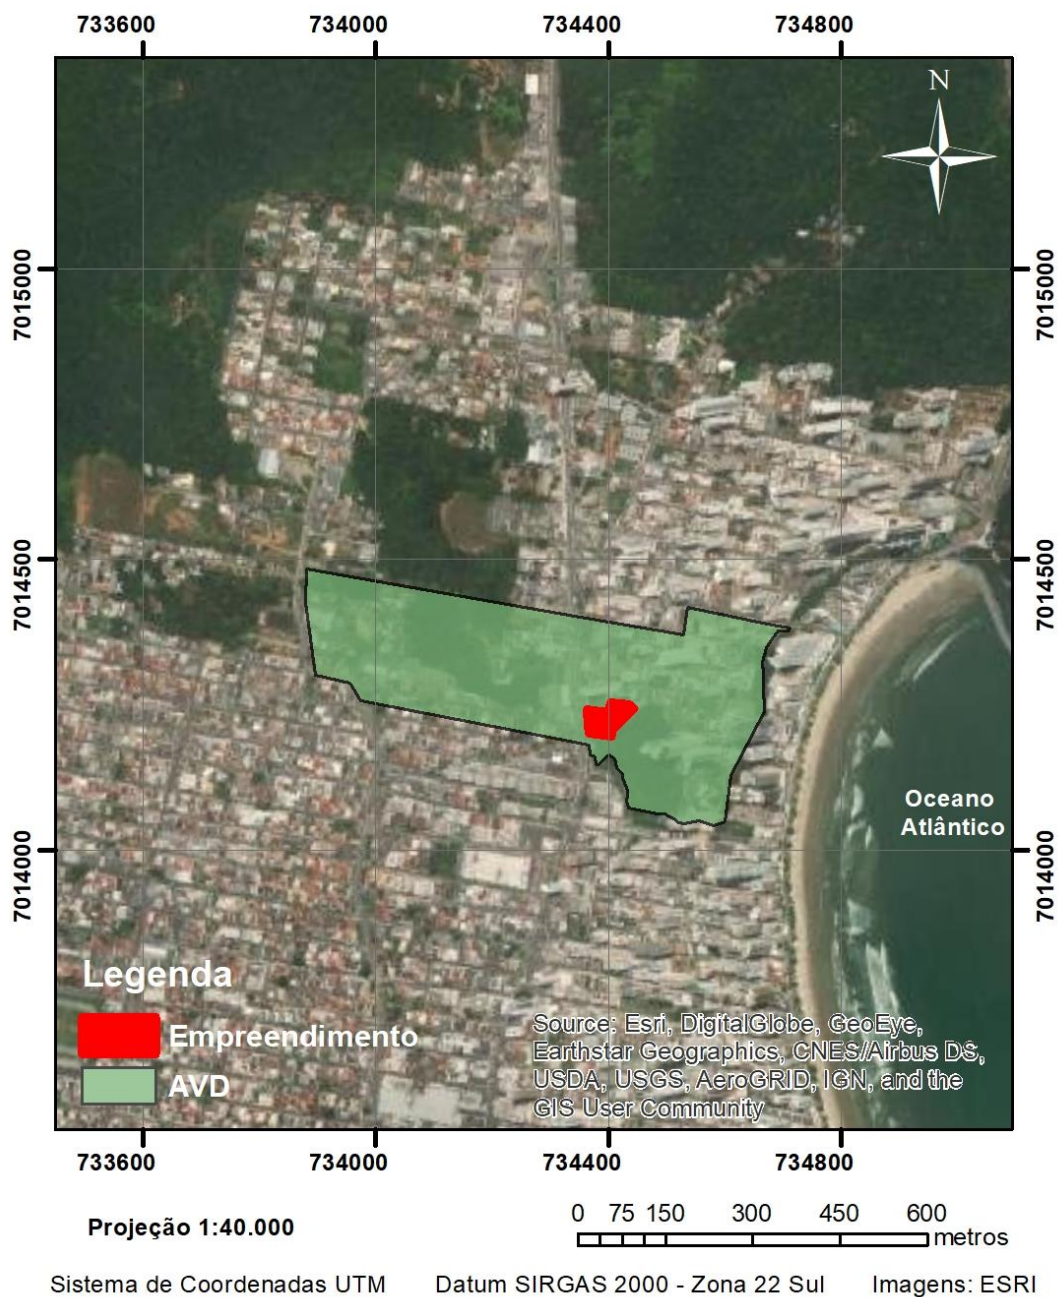 733600 734000 734400 734800
N
7015000 7015000
7014500 7014500
Oceano
Atlântico
7014000 7014000
Legenda
Empreendimento
AVD
Source: Esri, DigitalGlobe, GeoEye,
Earthstar Geographics, CNES/Airbus DS,
USDA, USGS, AeroGRID, IGN, and the
GIS User Community
733600 734000 734400 734800
Projeção 1:40.000
0 75 150 300 450 600
metros
Sistema de Coordenadas UTM Datum SIRGAS 2000 - Zona 22 Sul Imagens: ESRI